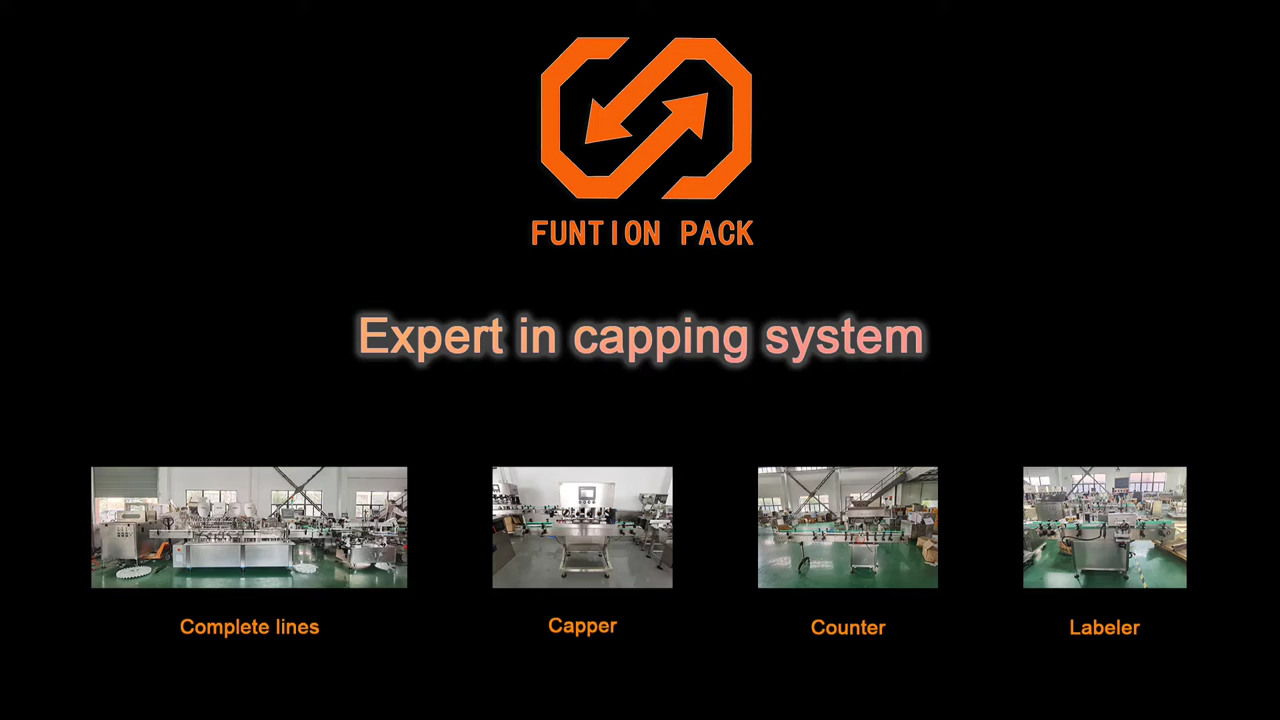 FUNTION PACK
Expert in capping system
Complete lines
Capper
Counter
Labeler